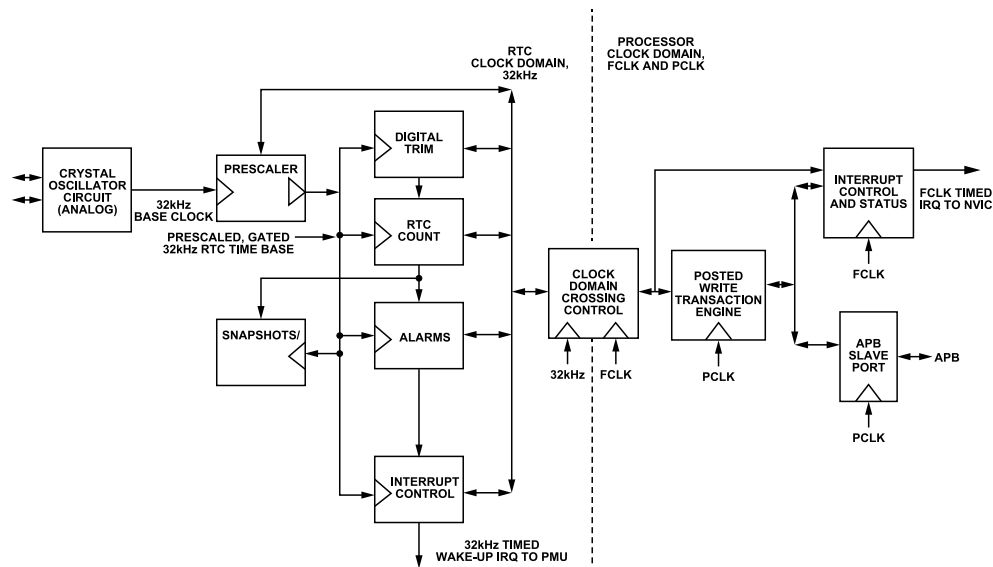 RTC
CLOCK DOMAIN,
32kHz
PROCESSOR
CLOCK DOMAIN,
FCLK AND PCLK
CRYSTAL
OSCILLATOR
CIRCUIT
(ANALOG)
32kHz
BASE CLOCK
PRESCALER
PRESCALED, GATED
32kHz RTC TIME BASE
DIGITAL
TRIM
RTC
COUNT
SNAPSHOTS/
ALARMS
INTERRUPT
CONTROL
32kHz TIMED
WAKE-UP IRQ TO PMU
CLOCK
DOMAIN
CROSSING
CONTROL
32kHz
FCLK
POSTED
WRITE
TRANSACTION
ENGINE
PCLK
INTERRUPT
CONTROL
AND STATUS
FCLK
FCLK TIMED
IRQ TO NVIC
APB
SLAVE
PORT
APB
PCLK